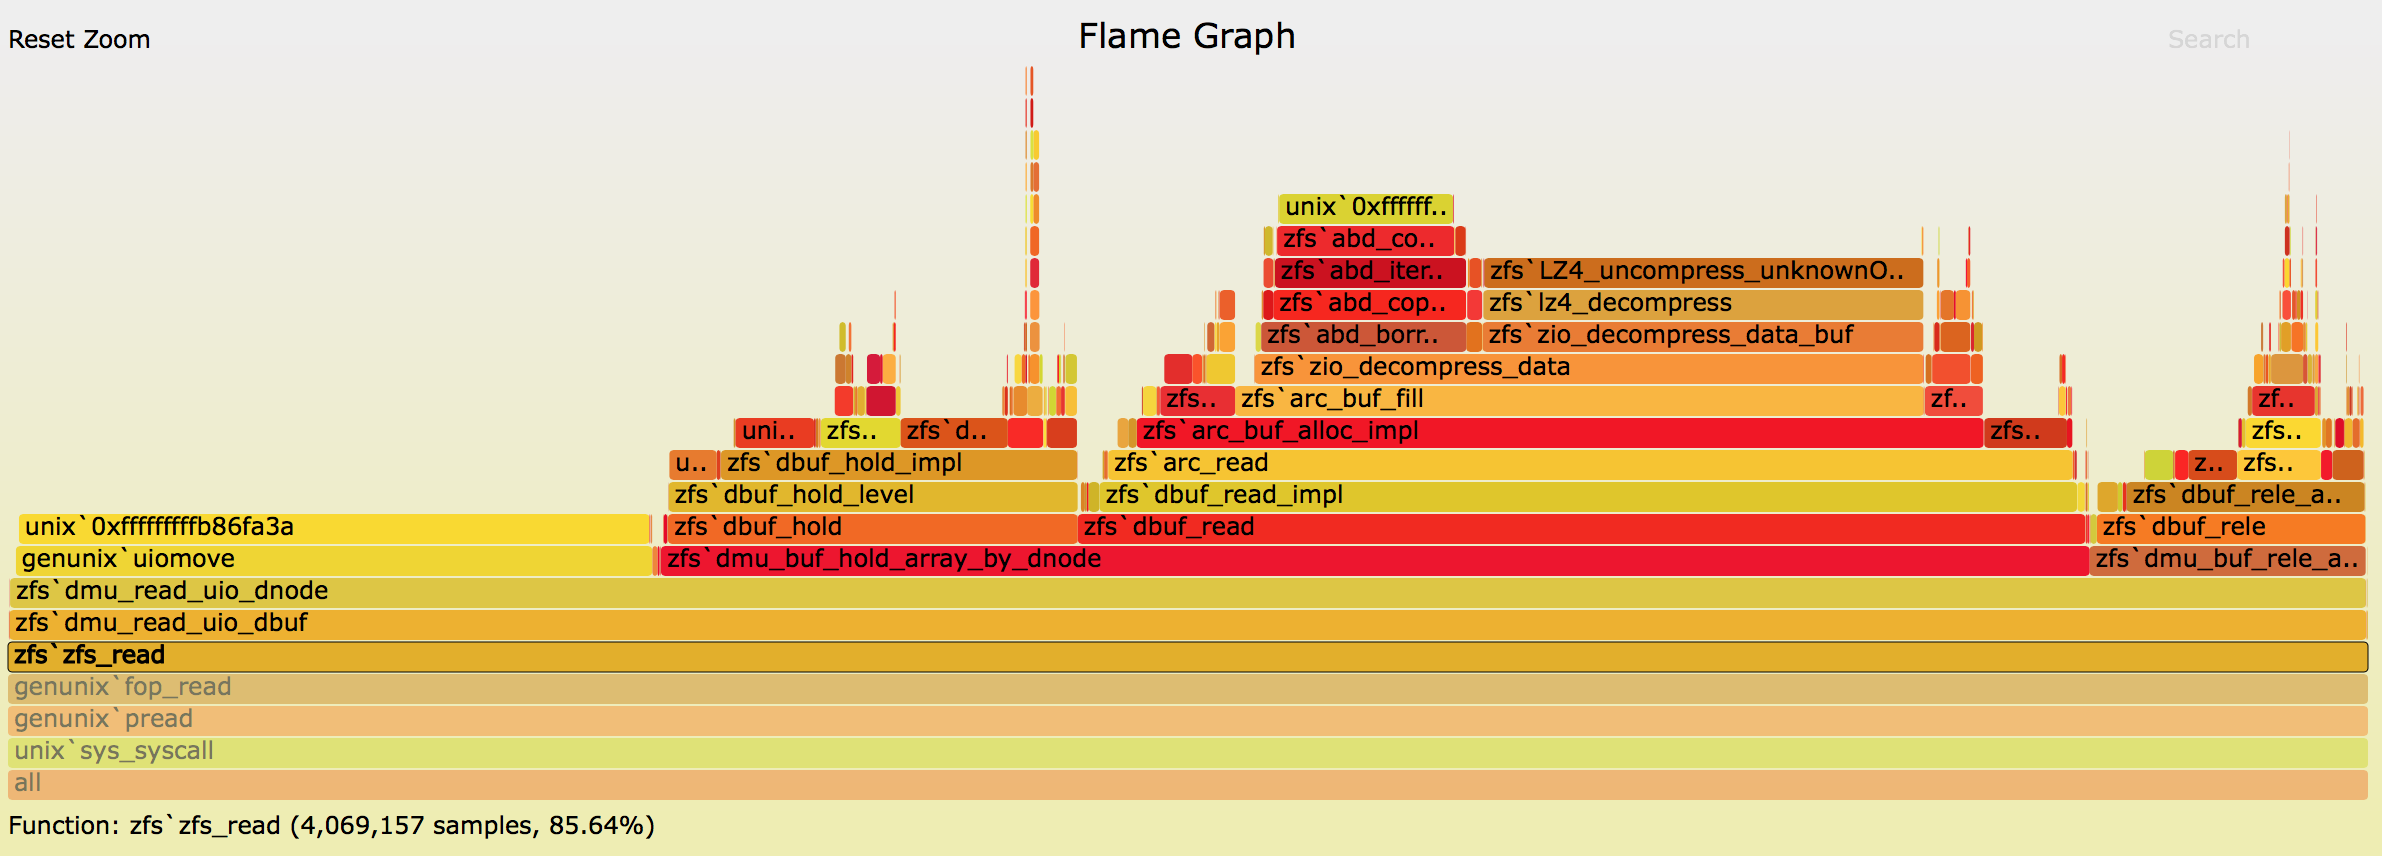 Reset Zoom Flame Graph Search
unix`0xffffff..
zfs`abd_co..
zfs`abd_iter.. zfs`LZ4_uncompress_unknownO..
zfs`abd_cop.. zfs`lz4_decompress
zfs`abd_borr.. zfs`zio_decompress_data_buf
zfs`zio_decompress_data
zfs.. zfs`arc_buf_fill zf.. zf..
uni.. zfs.. zfs`d.. zfs`arc_buf_alloc_impl zfs.. zfs..
u.. zfs`dbuf_hold_impl zfs`arc_read z.. zfs..
zfs`dbuf_hold_level zfs`dbuf_read_impl zfs`dbuf_rele_a..
unix`0xfffffffffb86fa3a zfs`dbuf_hold zfs`dbuf_read zfs`dbuf_rele
genunix`uiomove zfs`dmu_buf_hold_array_by_dnode zfs`dmu_buf_rele_a..
zfs`dmu_read_uio_dnode
zfs`dmu_read_uio_dbuf
zfs`zfs_read
genunix`fop_read
genunix`pread
unix`sys_syscall
all
Function: zfs`zfs_read (4,069,157 samples, 85.64%)